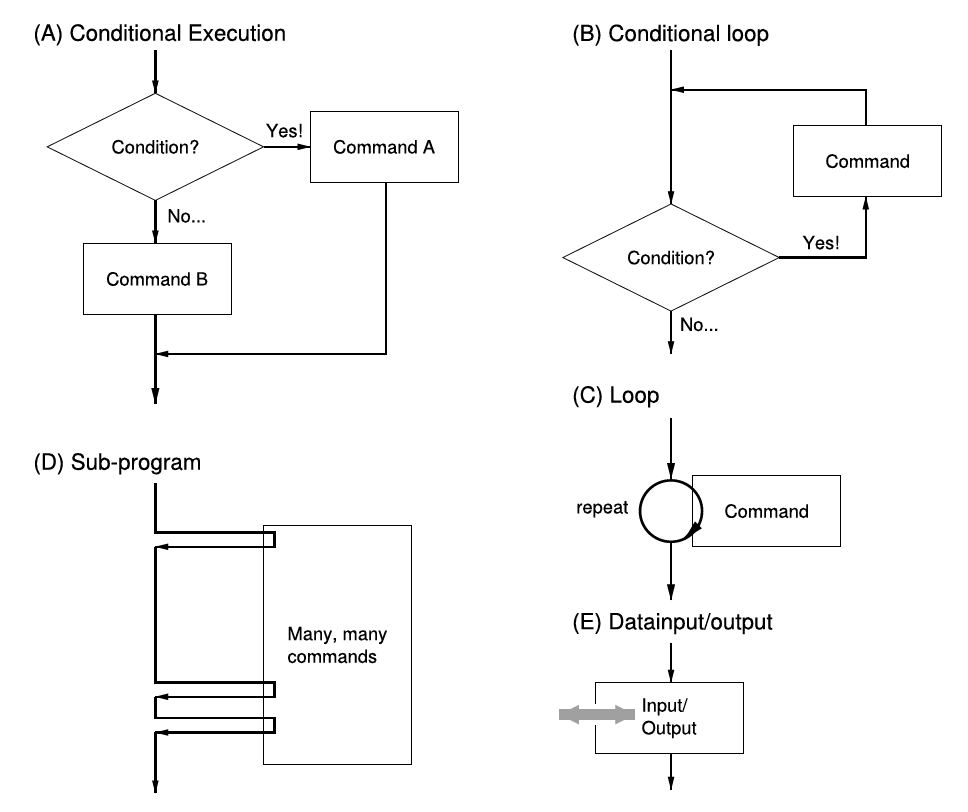 (A) Conditional Execution
Condition?
Yes!
Command A
No...
Command B
(B) Conditional loop
Command
Yes!
Condition?
No...
(C) Loop
repeat
Command
(D) Sub-program
Many, many
commands
(E) Datainput/output
Input/
Output